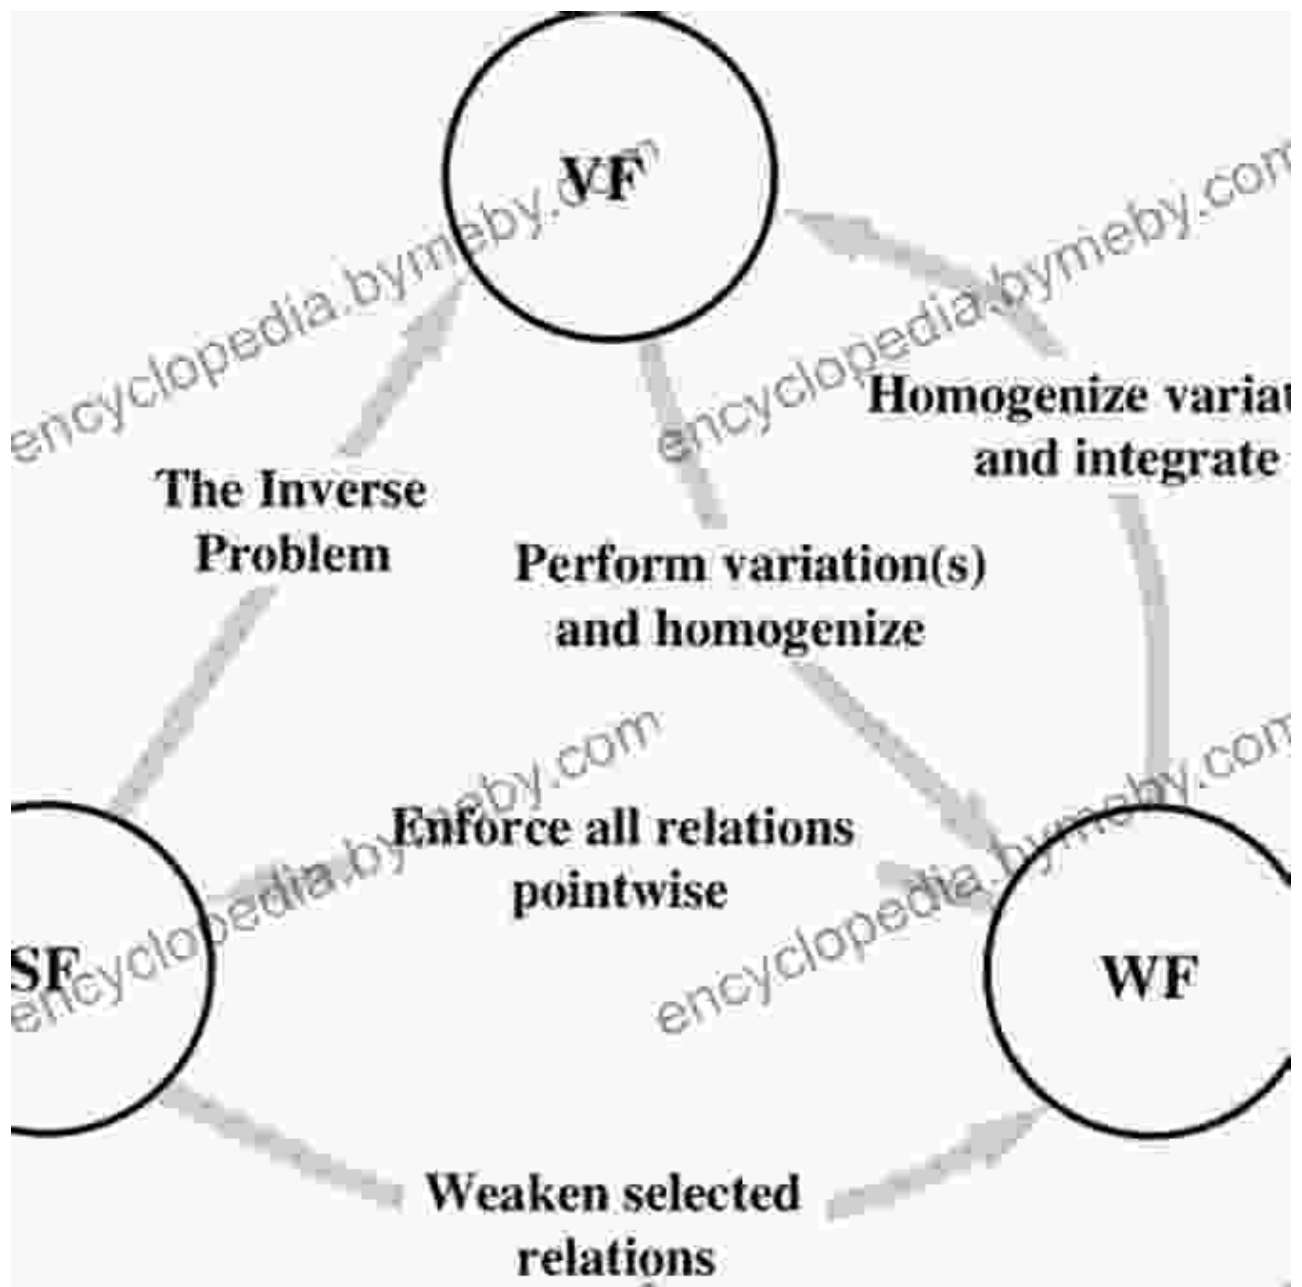 VF
encyclopedia.bymeby.com
encyclopedia.bymeby.com
Homogenize variat
and integrate
The Inverse
Problem
Perform variation(s)
and homogenize
Enforce all relations
pointwise
encyclopedia.bymeby.com
encyclopedia.bymeby.com
SF
WF
Weaken selected
relations